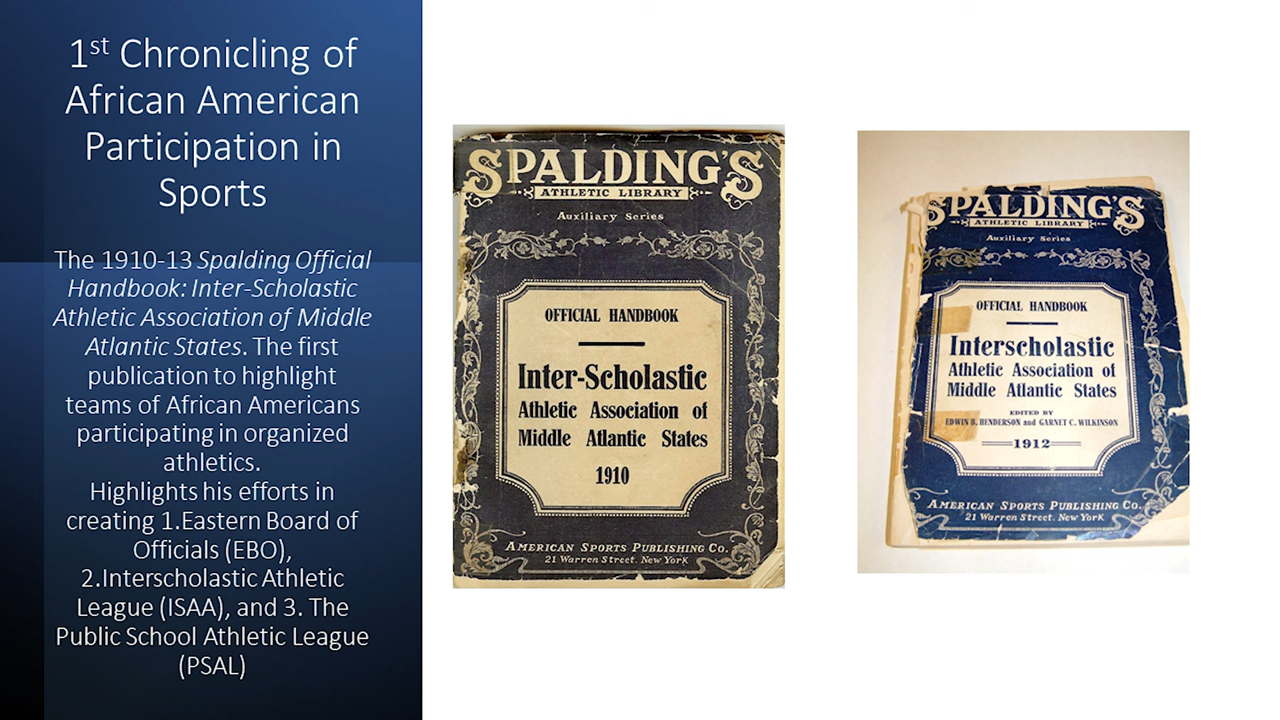 1st Chronicling of
African American
Participation in
Sports
The 1910-13 Spalding Official
Handbook: Inter-Scholastic
Athletic Association of Middle
Atlantic States. The first
publication to highlight
teams of African Americans
participating in organized
athletics.
Highlights his efforts in
creating 1.Eastern Board of
Officials (EBO),
2.Interscholastic Athletic
League (ISAA), and 3. The
Public School Athletic League
(PSAL)
SPALDING'S
ATHLETIC LIBRARY
Auxiliary Series
OFFICIAL HANDBOOK
Inter-Scholastic
Athletic Association of
Middle Atlantic States
1910
AMERICAN SPORTS PUBLISHING CO.
21 Warren Street, New York
SPALDING'S
ATHLETIC LIBRARY
Auxiliary Series
OFFICIAL HANDBOOK
Interscholastic
Athletic Association of
Middle Atlantic States
EDITED BY
EDWIN B. HENDERSON and GARNET C. WILKINSON
1912
AMERICAN SPORTS PUBLISHING CO.
21 Warren Street, New York